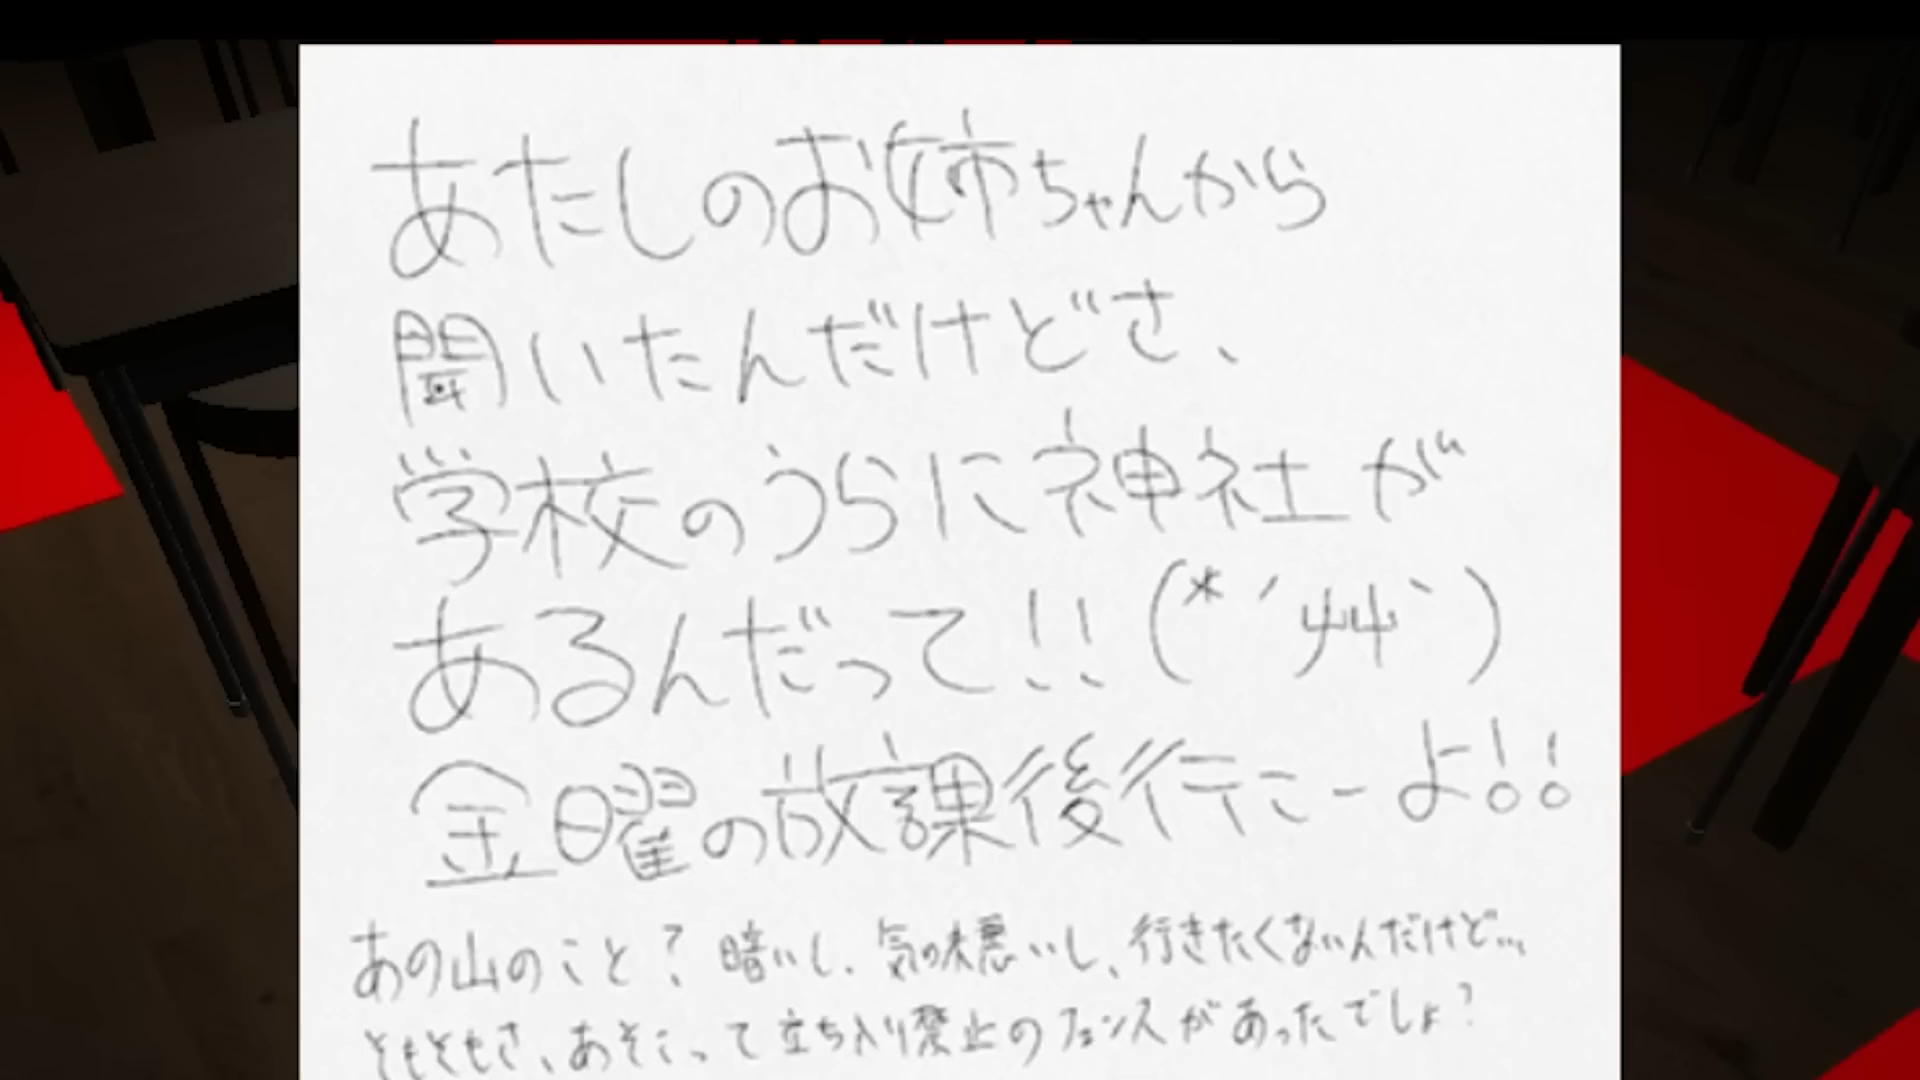 あたしのお姉ちゃんから
聞いたんだけどさ、
学校のうらに神社が
あるんだって!!(*´艸`)
金曜の放課後行こーよ!!
あの山のこと?暗いし、気味悪いし、行きたくないんだけど…
ともともさ、あそこって立ち入り禁止のフェンスがあったでしょ?